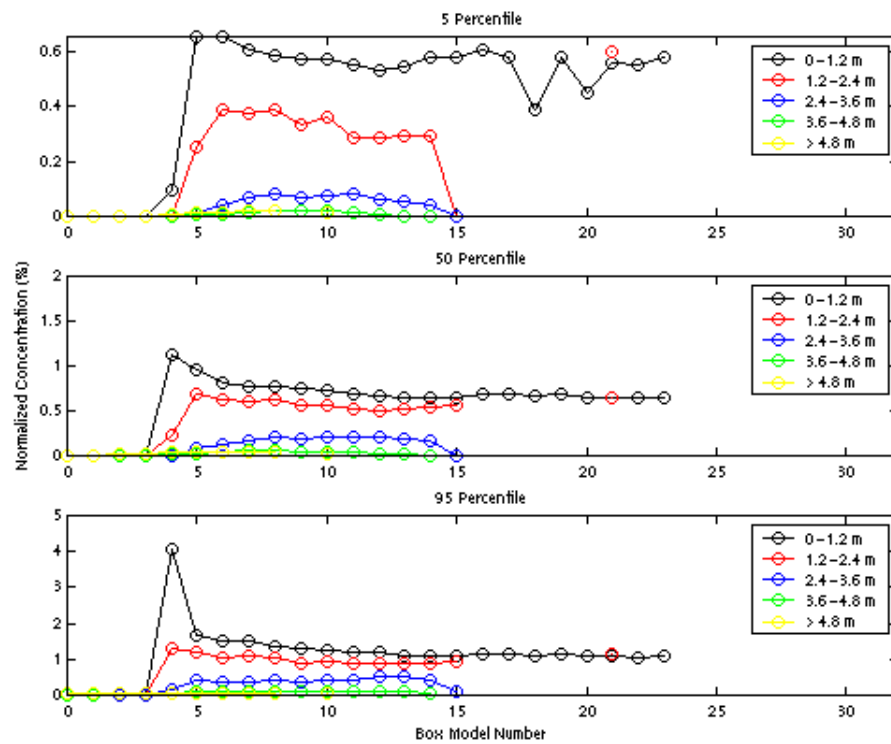 5 Percentile
0.6
0.4
0.2
0
0 5 10 15 20 25 30
0-1.2 m
1.2-2.4 m
2.4-3.6 m
3.6-4.8 m
> 4.8 m
50 Percentile
Normalized Concentration (%)
2
1.5
1
0.5
0
0 5 10 15 20 25 30
0-1.2 m
1.2-2.4 m
2.4-3.6 m
3.6-4.8 m
> 4.8 m
95 Percentile
5
4
3
2
1
0
0 5 10 15 20 25 30
0-1.2 m
1.2-2.4 m
2.4-3.6 m
3.6-4.8 m
> 4.8 m
Box Model Number